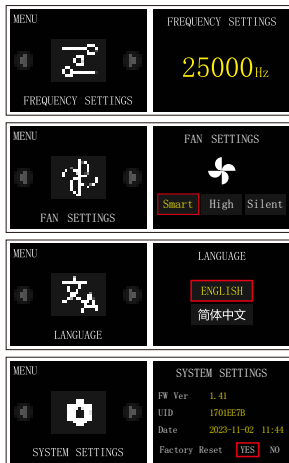 MENU
FREQUENCY SETTINGS
FREQUENCY SETTINGS
25000Hz
MENU
FAN SETTINGS
FAN SETTINGS
Smart High Silent
MENU
LANGUAGE
LANGUAGE
ENGLISH
简体中文
MENU
SYSTEM SETTINGS
SYSTEM SETTINGS
FW Ver 1.41
UID 1701EE7B
Date 2023-11-02 11:44
Factory Reset YES NO